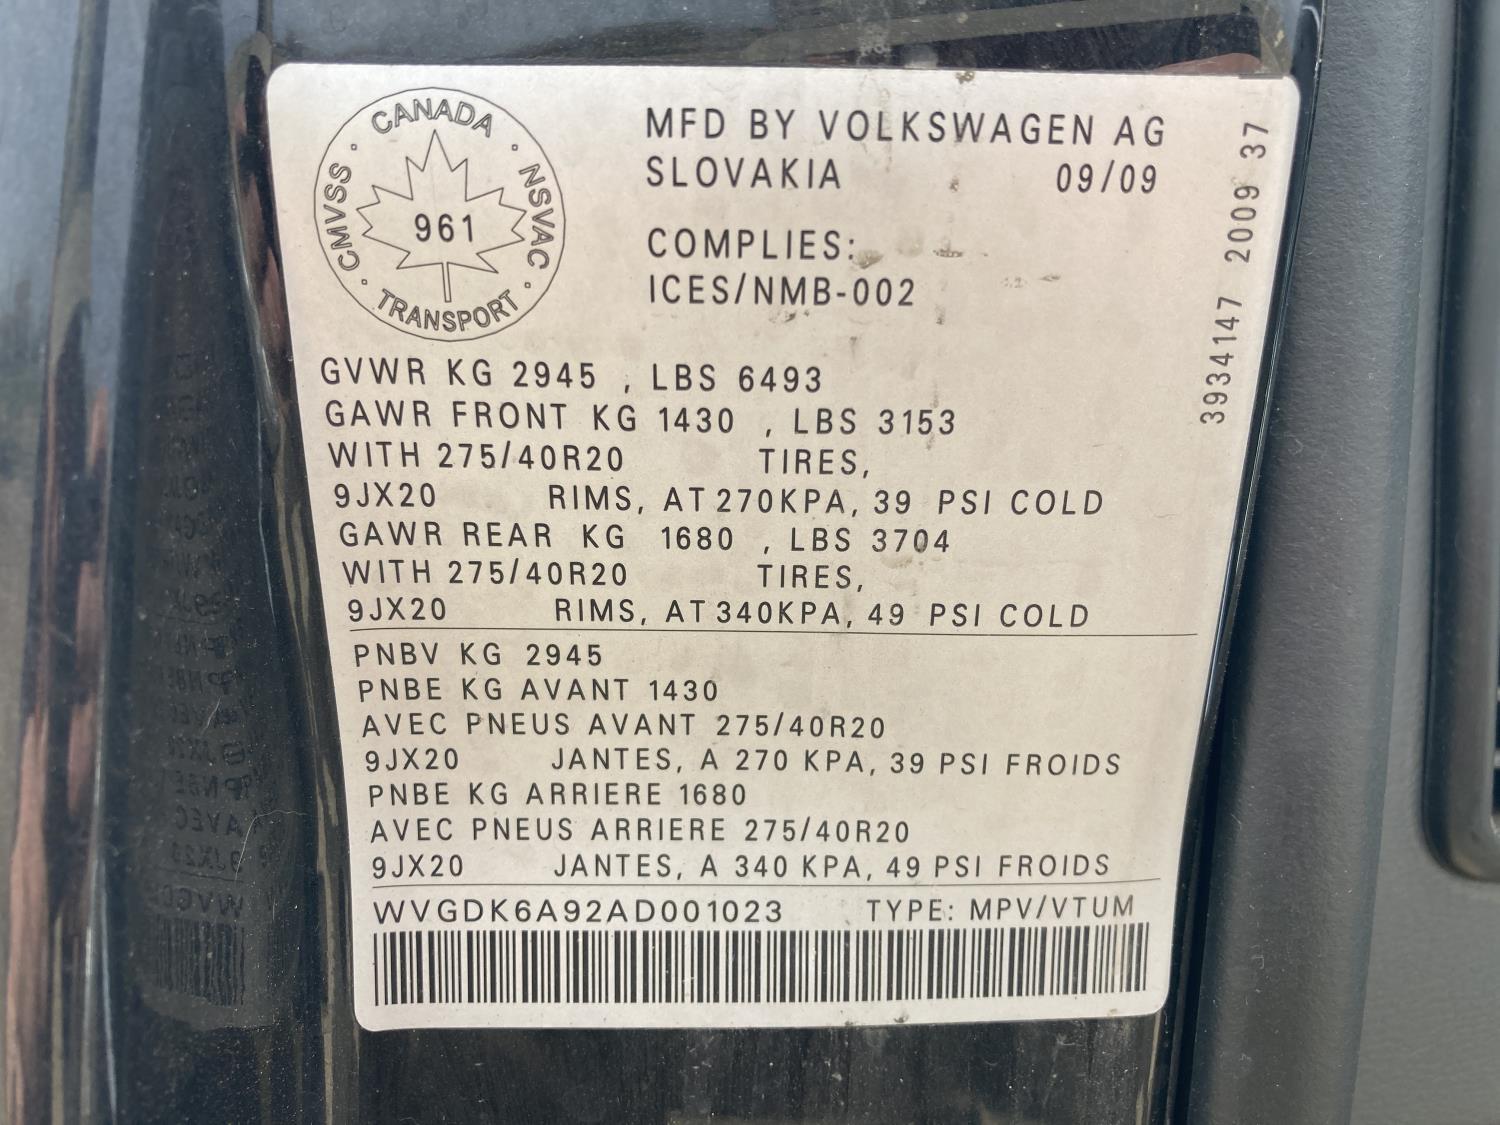 CANADA · NSVAC · TRANSPORT · CMVSS ·
961
MFD BY VOLKSWAGEN AG
SLOVAKIA 09/09
COMPLIES:
ICES/NMB-002
3934147 2009 37
GVWR KG 2945 , LBS 6493
GAWR FRONT KG 1430 , LBS 3153
WITH 275/40R20 TIRES,
9JX20 RIMS, AT 270KPA, 39 PSI COLD
GAWR REAR KG 1680 , LBS 3704
WITH 275/40R20 TIRES,
9JX20 RIMS, AT 340KPA, 49 PSI COLD
PNBV KG 2945
PNBE KG AVANT 1430
AVEC PNEUS AVANT 275/40R20
9JX20 JANTES, A 270 KPA, 39 PSI FROIDS
PNBE KG ARRIERE 1680
AVEC PNEUS ARRIERE 275/40R20
9JX20 JANTES, A 340 KPA, 49 PSI FROIDS
WVGDK6A92AD001023 TYPE: MPV/VTUM